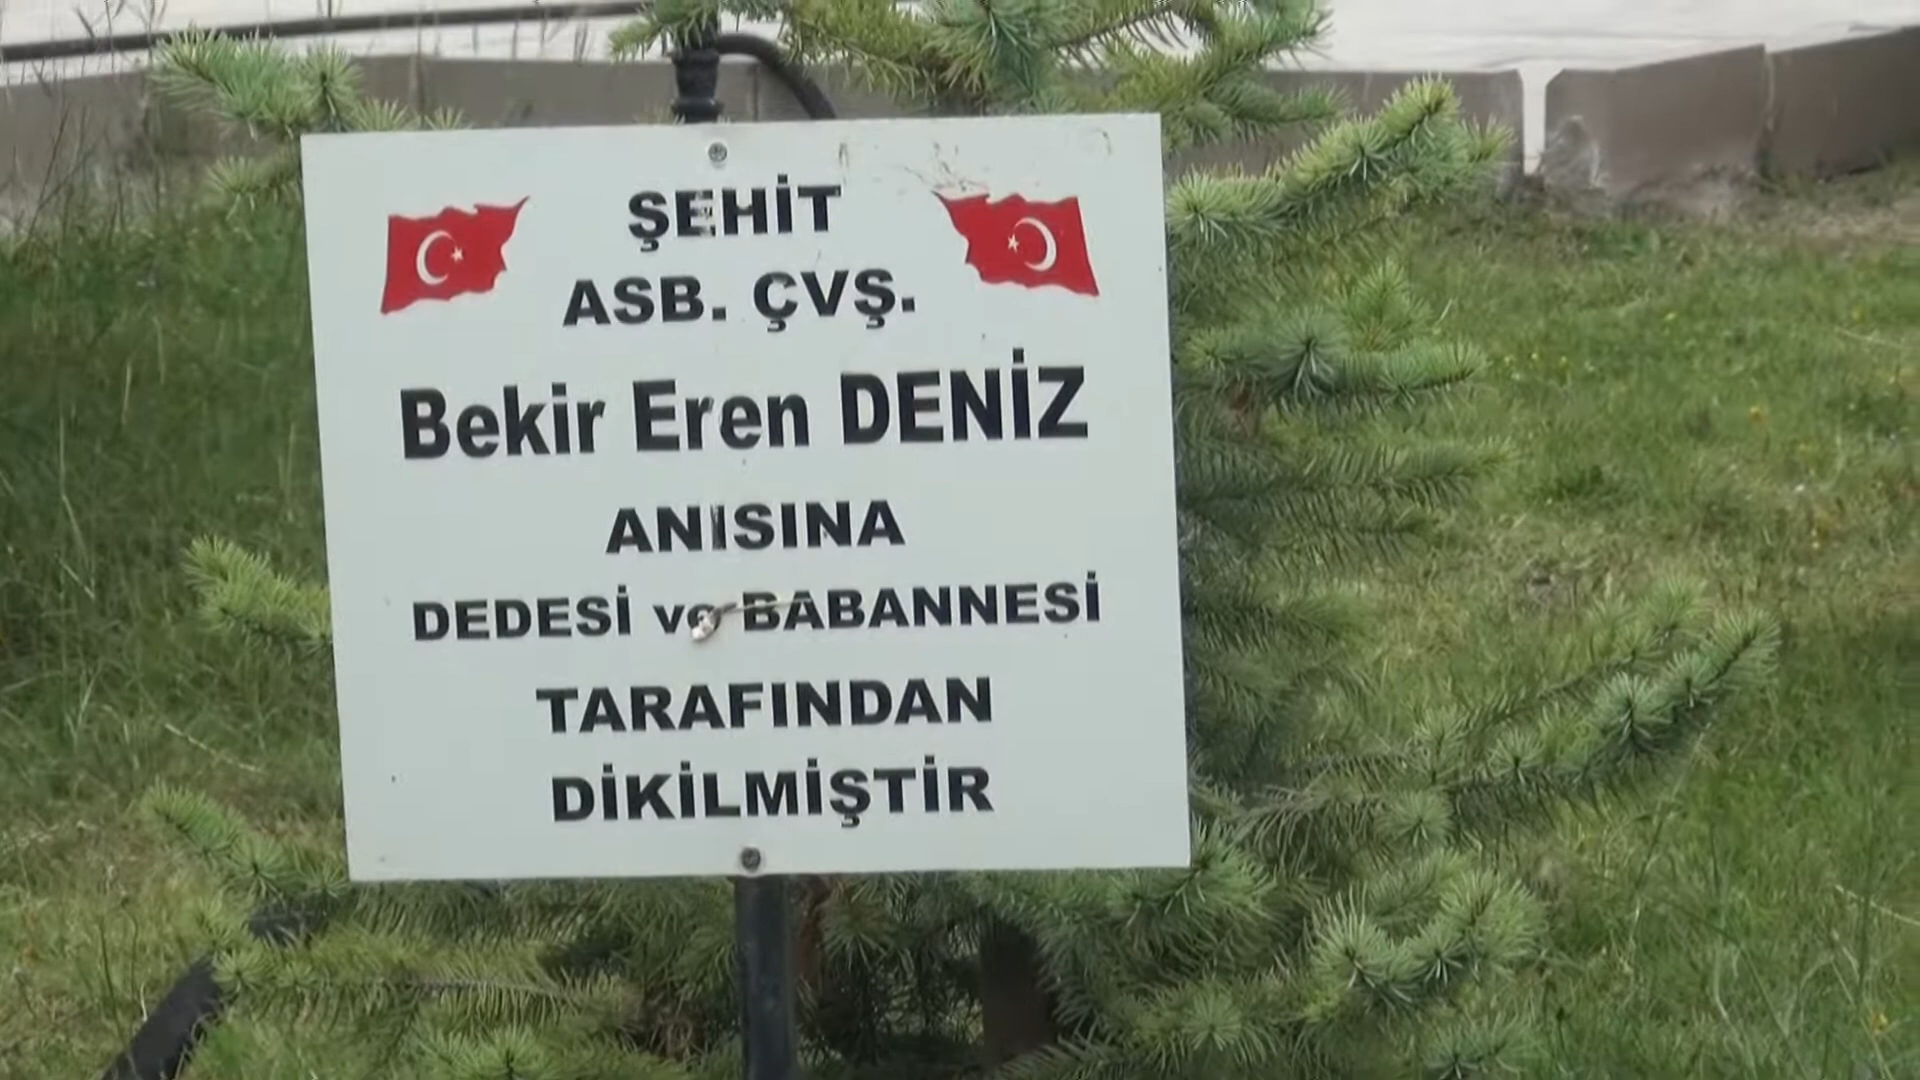 ŞEHİT
ASB. ÇVŞ.
Bekir Eren DENİZ
ANISINA
DEDESİ ve BABANNESİ
TARAFINDAN
DİKİLMİŞTİR